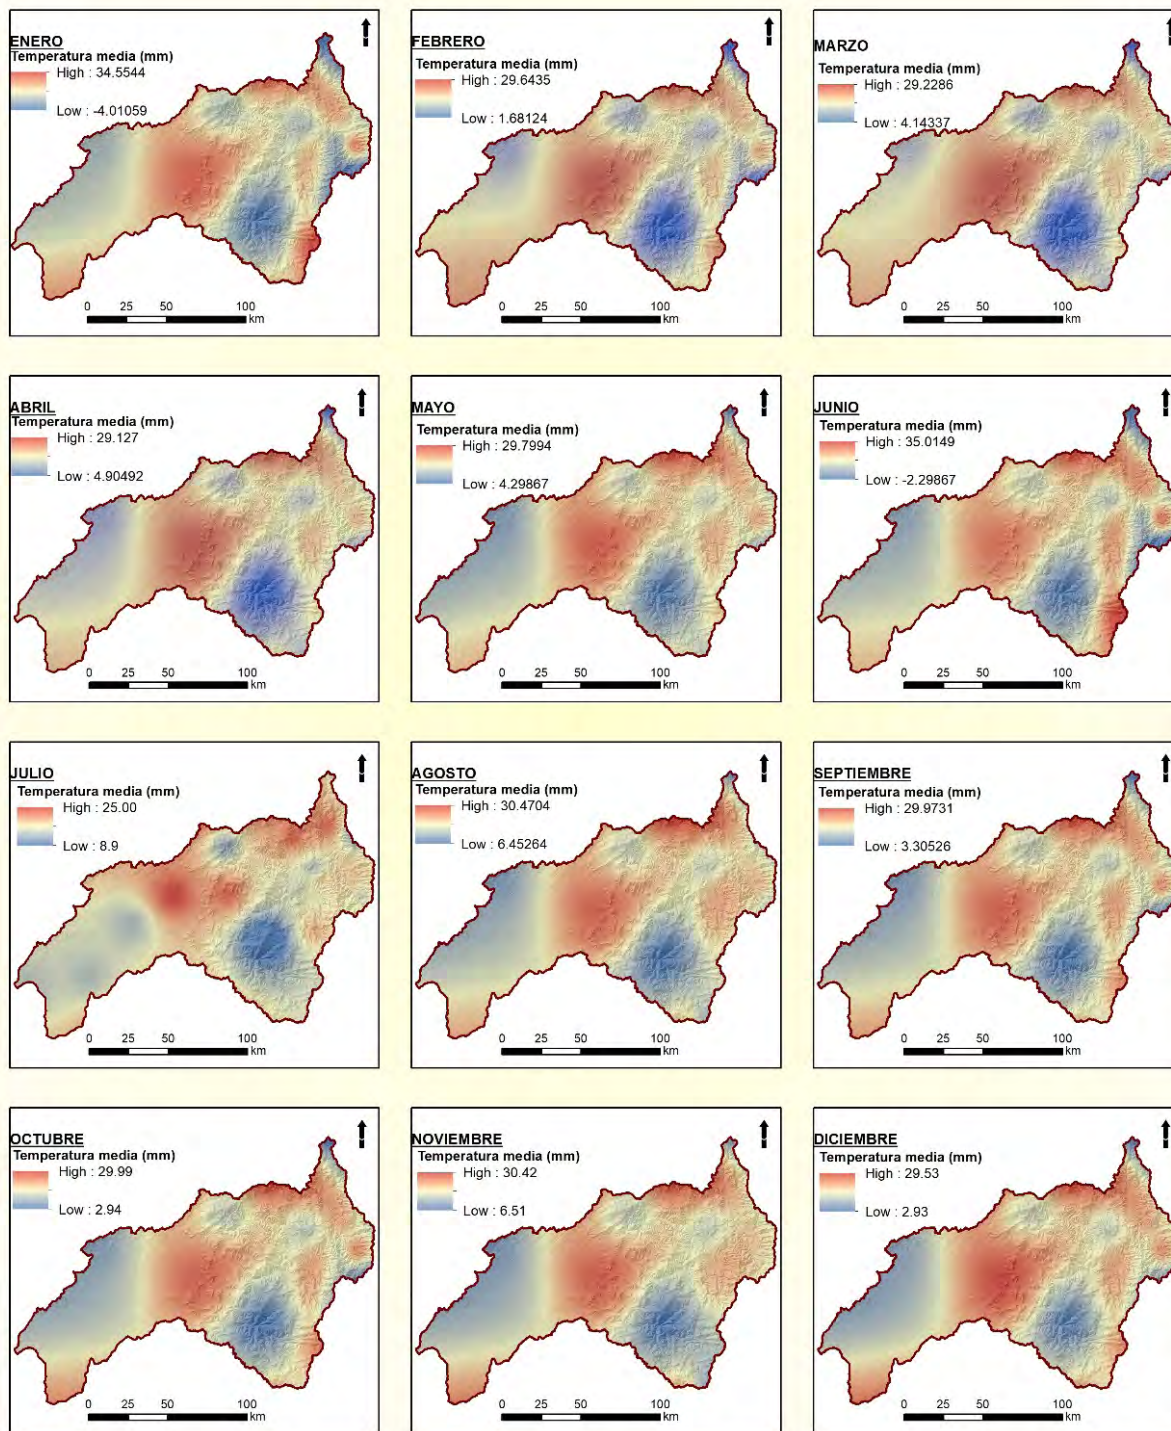 ENERO
Temperatura media (mm)
High : 34.5544
Low : -4.01059
0 25 50 100
km
FEBRERO
Temperatura media (mm)
High : 29.6435
Low : 1.68124
0 25 50 100
km
MARZO
Temperatura media (mm)
High : 29.2286
Low : 4.14337
0 25 50 100
km
ABRIL
Temperatura media (mm)
High : 29.127
Low : 4.90492
0 25 50 100
km
MAYO
Temperatura media (mm)
High : 29.7994
Low : 4.29867
0 25 50 100
km
JUNIO
Temperatura media (mm)
High : 35.0149
Low : -2.29867
0 25 50 100
km
JULIO
Temperatura media (mm)
High : 25.00
Low : 8.9
0 25 50 100
km
AGOSTO
Temperatura media (mm)
High : 30.4704
Low : 6.45264
0 25 50 100
km
SEPTIEMBRE
Temperatura media (mm)
High : 29.9731
Low : 3.30526
0 25 50 100
km
OCTUBRE
Temperatura media (mm)
High : 29.99
Low : 2.94
0 25 50 100
km
NOVIEMBRE
Temperatura media (mm)
High : 30.42
Low : 6.51
0 25 50 100
km
DICIEMBRE
Temperatura media (mm)
High : 29.53
Low : 2.93
0 25 50 100
km